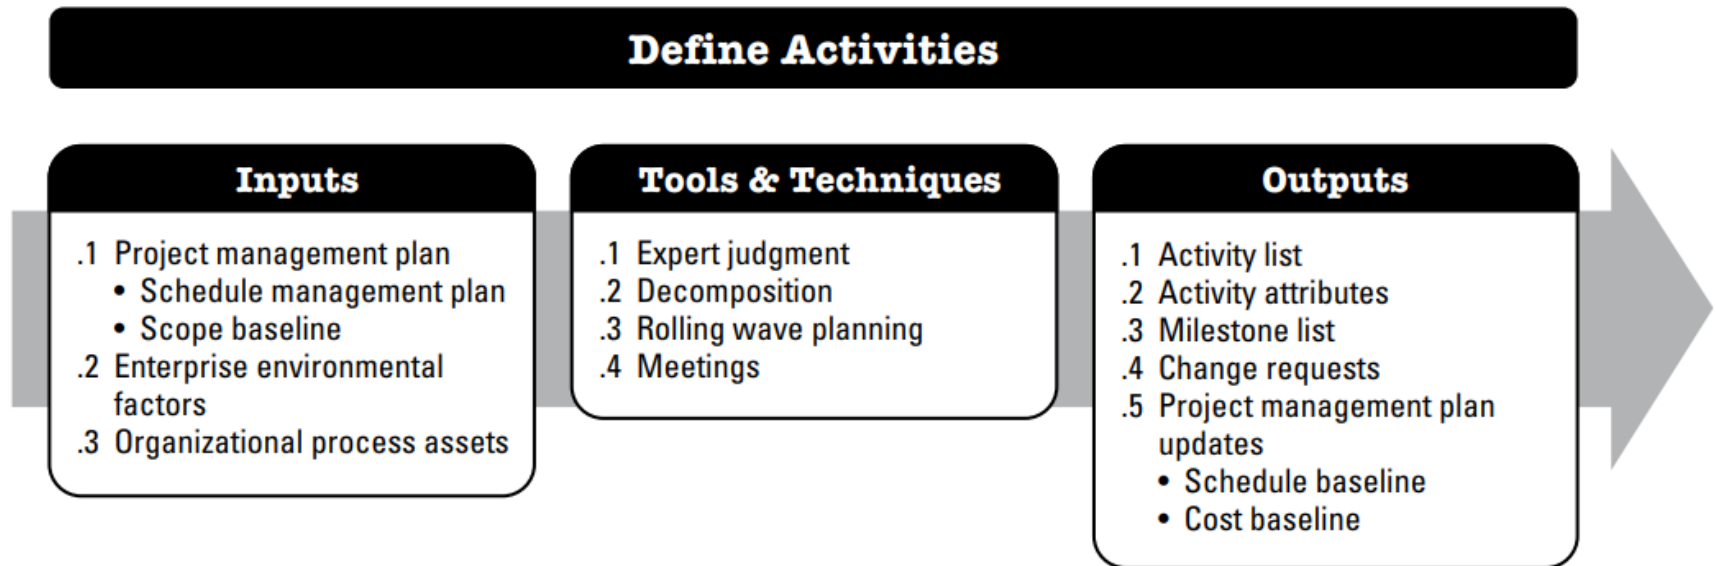 Define Activities
Inputs
.1 Project management plan
• Schedule management plan
• Scope baseline
.2 Enterprise environmental
factors
.3 Organizational process assets
Tools & Techniques
.1 Expert judgment
.2 Decomposition
.3 Rolling wave planning
.4 Meetings
Outputs
.1 Activity list
.2 Activity attributes
.3 Milestone list
.4 Change requests
.5 Project management plan
updates
• Schedule baseline
• Cost baseline